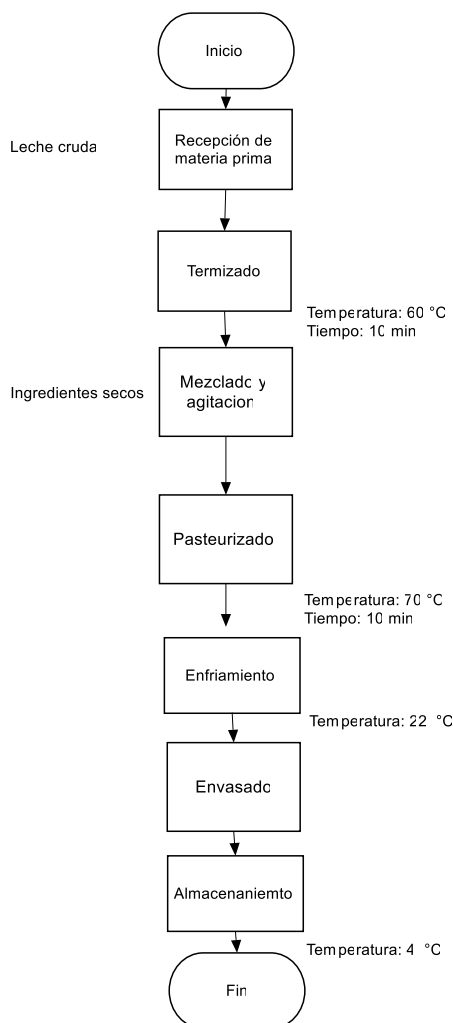 Inicio
Leche cruda
Recepción de
materia prima
Termizado
Temperatura: 60 °C
Tiempo: 10 min
Ingredientes secos
Mezclado y
agitacion
Pasteurizado
Temperatura: 70 °C
Tiempo: 10 min
Enfriamiento
Temperatura: 22 °C
Envasado
Almacenaniemto
Temperatura: 4 °C
Fin